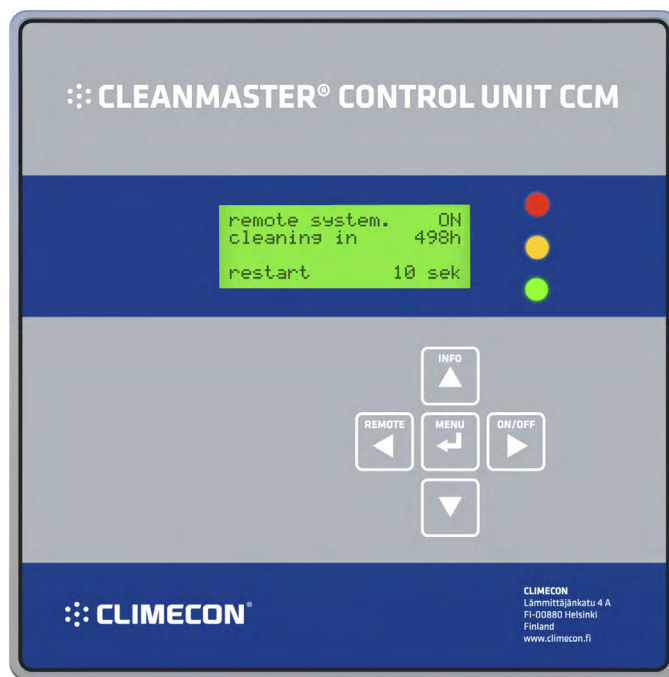 CLEANMASTER® CONTROL UNIT CCM
remote system. ON
cleaning in 498h
restart 10 sek
INFO
REMOTE
MENU
ON/OFF
CLIMECON®
CLIMECON
Lämmittäjänkatu 4 A
FI-00880 Helsinki
Finland
www.climecon.fi